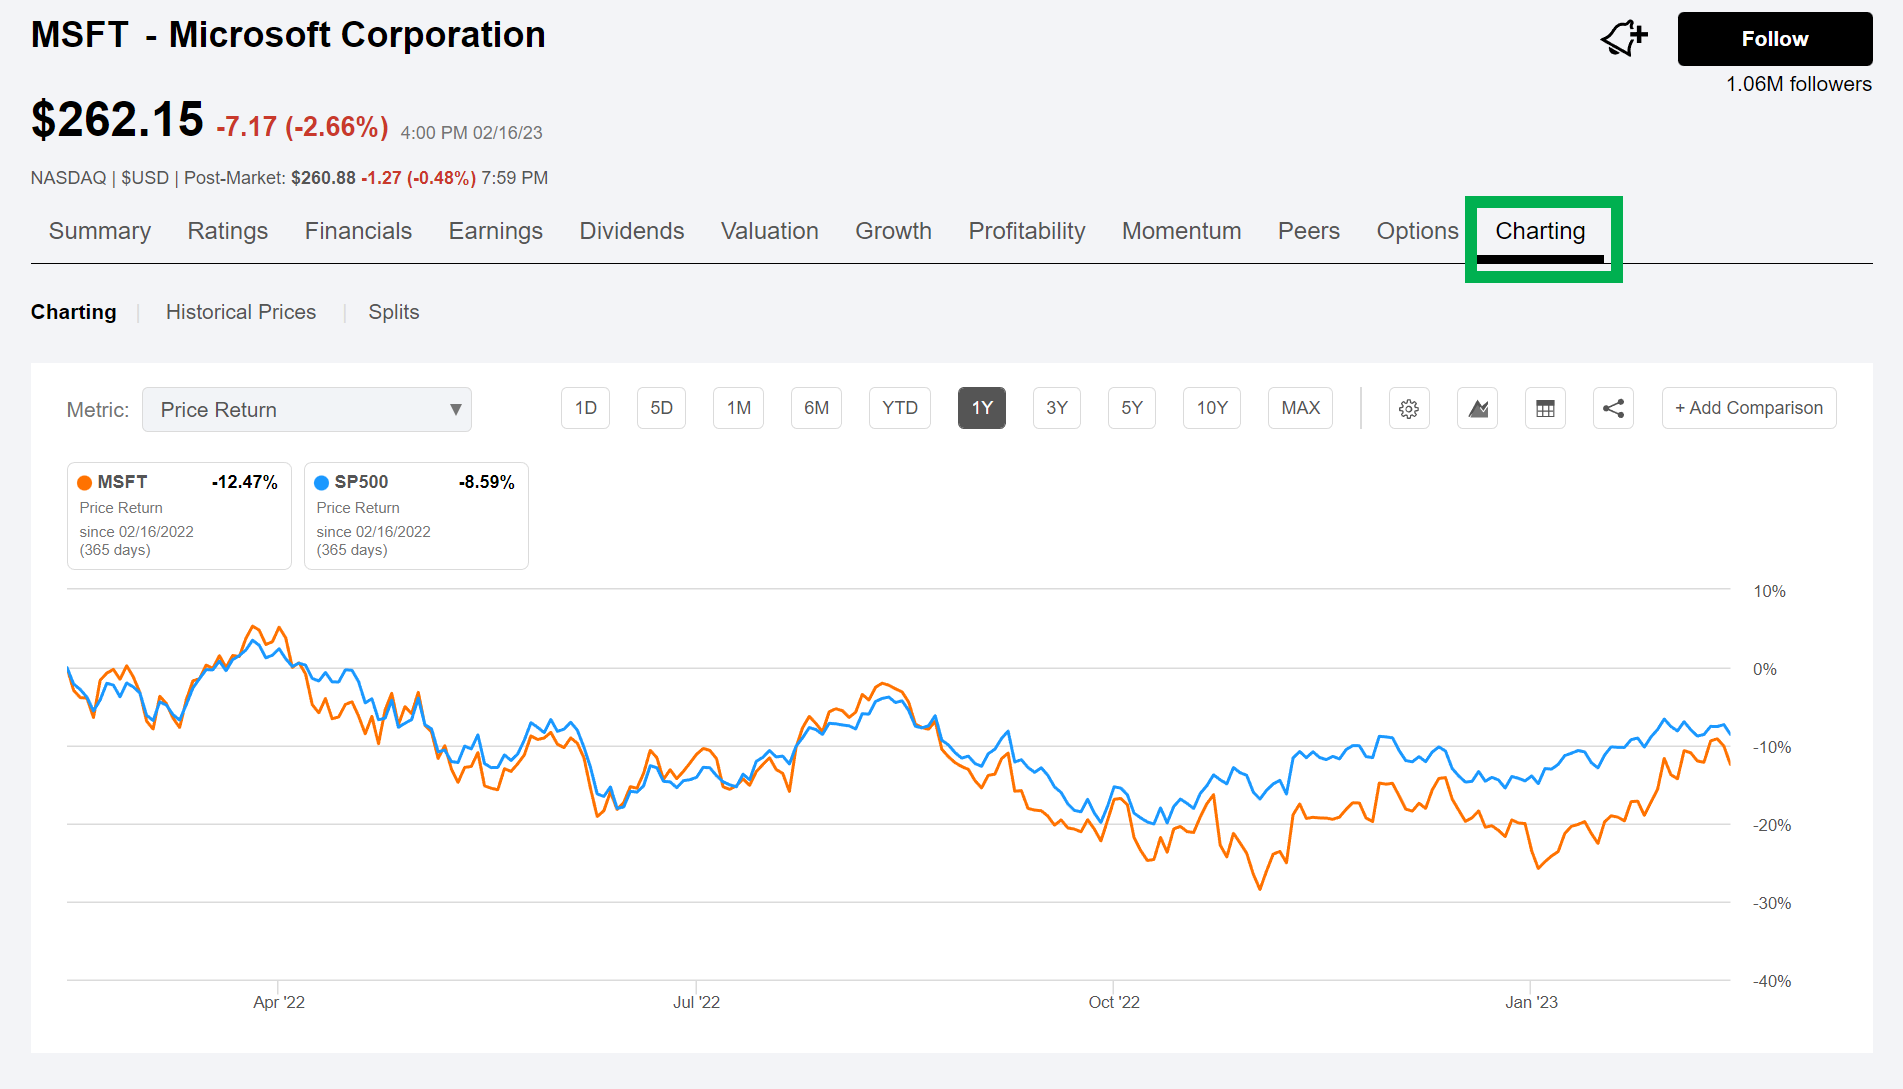 MSFT - Microsoft Corporation
Follow
1.06M followers
$262.15 -7.17 (-2.66%) 4:00 PM 02/16/23
NASDAQ | $USD | Post-Market: $260.88 -1.27 (-0.48%) 7:59 PM
Summary Ratings Financials Earnings Dividends Valuation Growth Profitability Momentum Peers Options Charting
Charting | Historical Prices | Splits
Metric: Price Return 1D 5D 1M 6M YTD 1Y 3Y 5Y 10Y MAX + Add Comparison
MSFT -12.47%
Price Return
since 02/16/2022
(365 days)
SP500 -8.59%
Price Return
since 02/16/2022
(365 days)
10%
0%
-10%
-20%
-30%
-40%
Apr '22 Jul '22 Oct '22 Jan '23